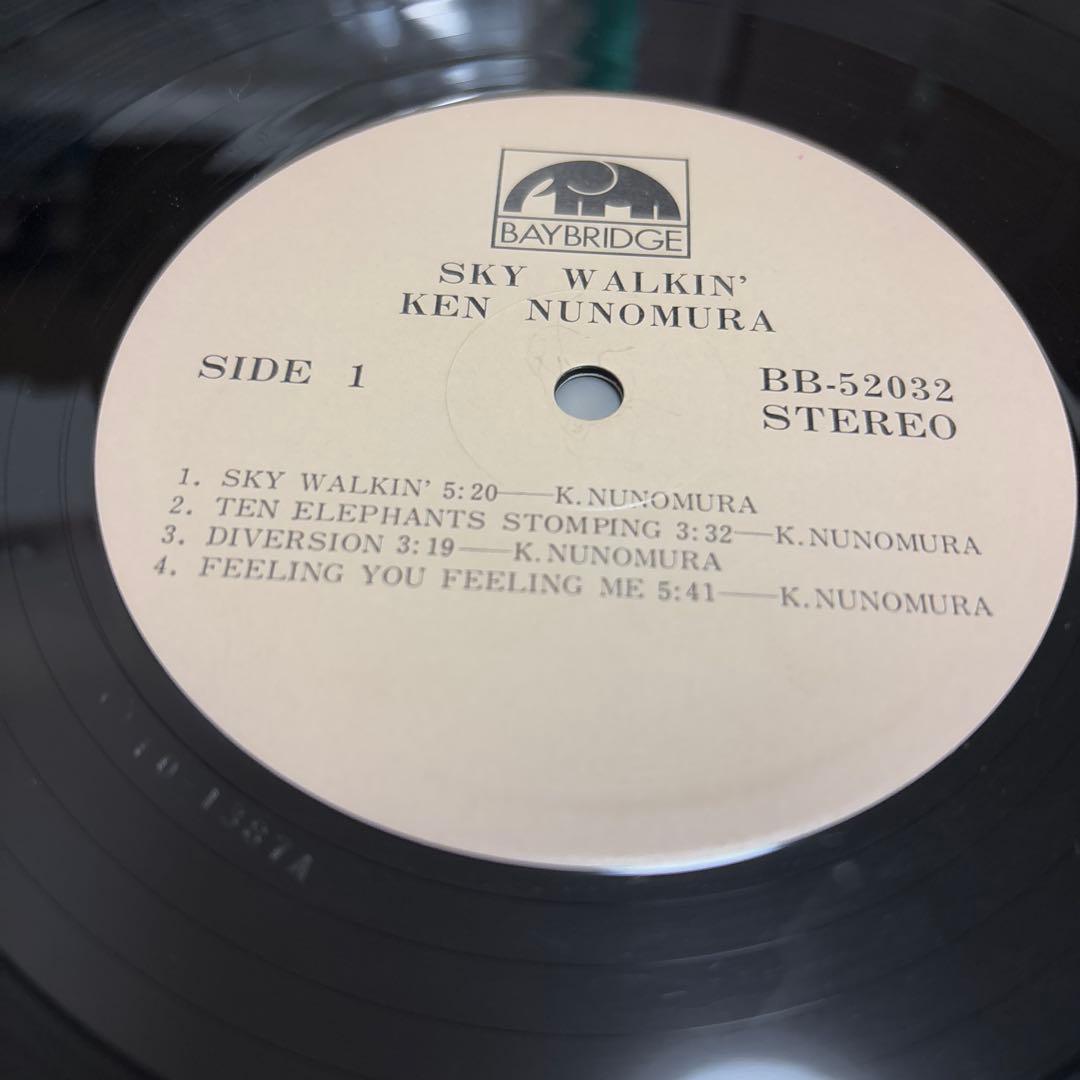 BAYBRIDGE
SKY WALKIN'
KEN NUNOMURA
SIDE 1
BB-52032
STEREO
1. SKY WALKIN' 5:20——K.NUNOMURA
2. TEN ELEPHANTS STOMPING 3:32—K.NUNOMURA
3. DIVERSION 3:19——K.NUNOMURA
4. FEELING YOU FEELING ME 5:41——K.NUNOMURA